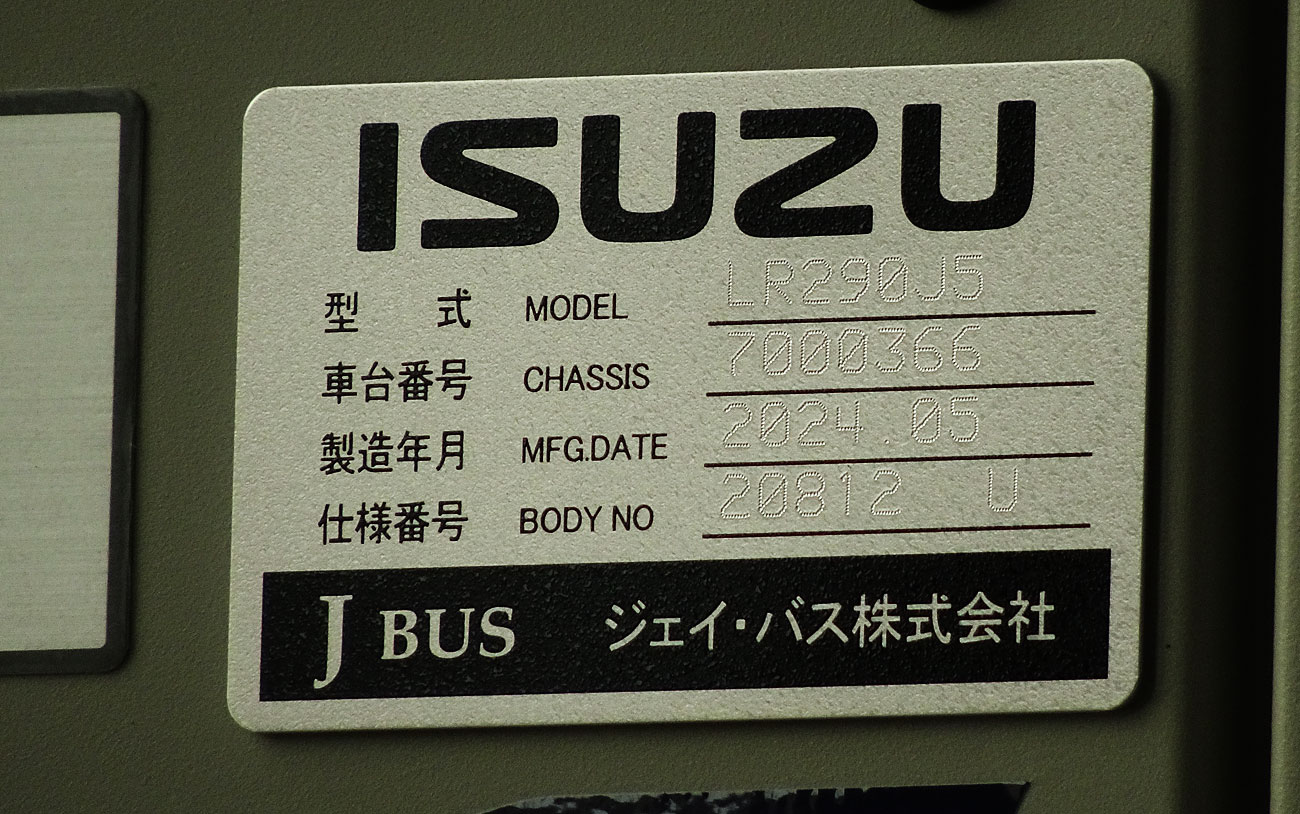 ISUZU
型 式 MODEL LR290J5
車台番号 CHASSIS 7000366
製造年月 MFG.DATE 2024.05
仕様番号 BODY NO 20812 U
J BUS ジェイ・バス株式会社